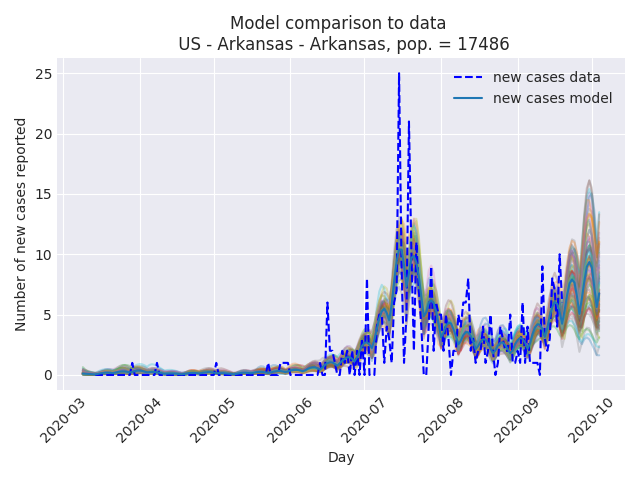 Model comparison to data
US - Arkansas - Arkansas, pop. = 17486
new cases data
new cases model
Number of new cases reported
25
20
15
10
5
0
2020-03
2020-04
2020-05
2020-06
2020-07
2020-08
2020-09
2020-10
Day